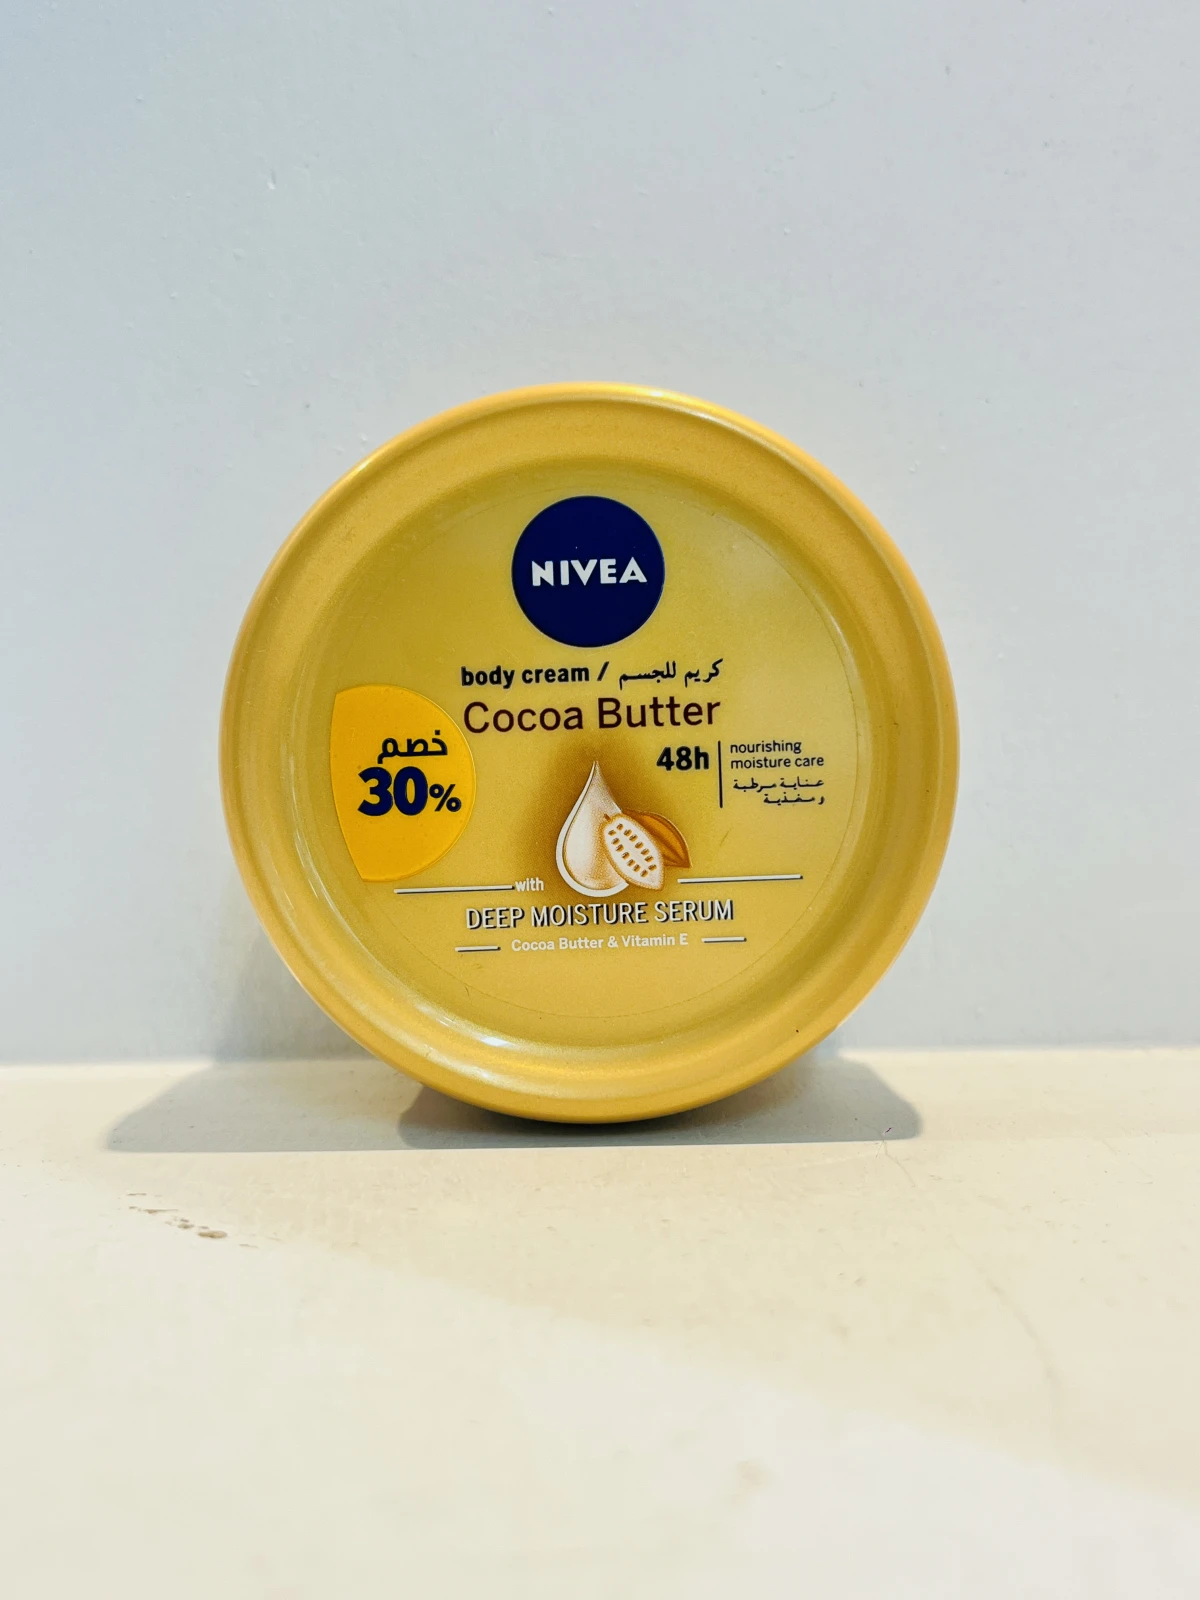 NIVEA
body cream / كريم للجسم
Cocoa Butter
خصم
30%
48h
nourishing
moisture care
عناية مرطبة
ومغذية
with
DEEP MOISTURE SERUM
Cocoa Butter & Vitamin E